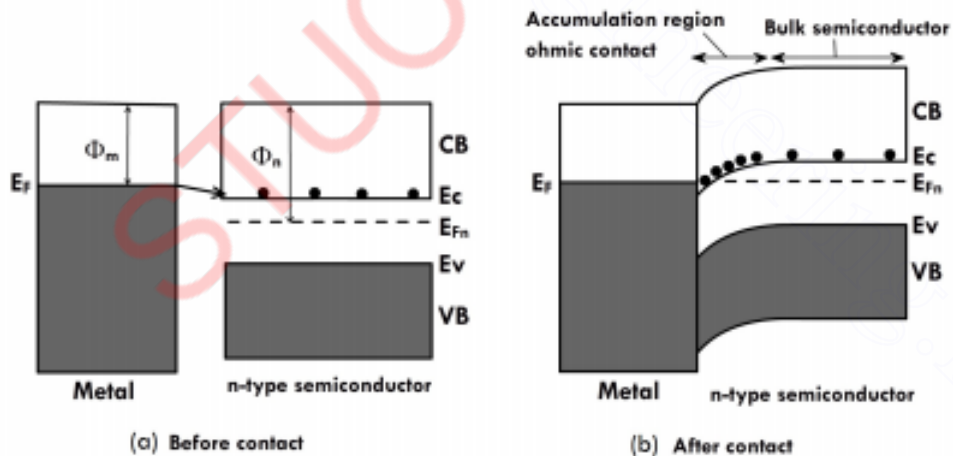 Accumulation region
ohmic contact
Bulk semiconductor
Φm
Φn
CB
EF
Ec
EFn
Ev
VB
Metal
n-type semiconductor
(a) Before contact
CB
EF
Ec
EFn
Ev
VB
Metal
n-type semiconductor
(b) After contact
STUC